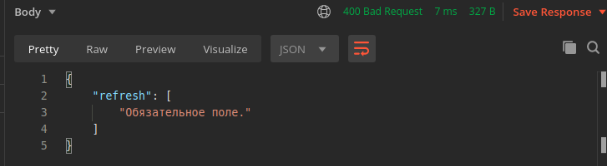 Body 400 Bad Request 7 ms 327 B Save Response
Pretty Raw Preview Visualize JSON
1 {
2 "refresh": [
3 "Обязательное поле."
4 ]
5 }